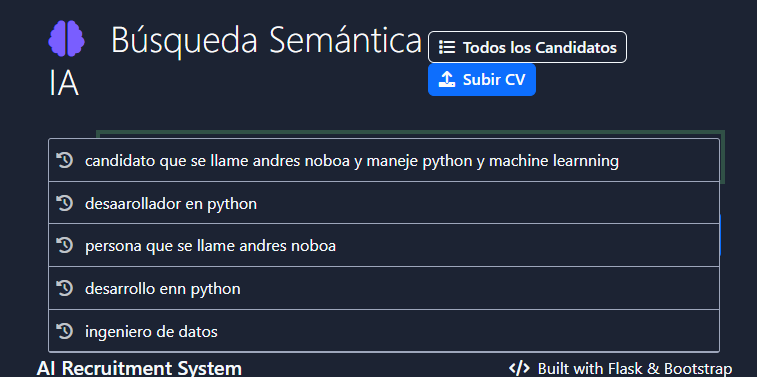 Búsqueda Semántica
IA
Todos los Candidatos
Subir CV
candidato que se llame andres noboa y maneje python y machine learnning
desaarollador en python
persona que se llame andres noboa
desarrollo enn python
ingeniero de datos
AI Recruitment System
Built with Flask & Bootstrap